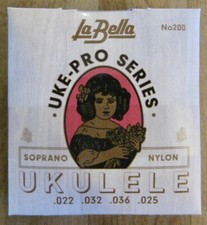 La Bella
No200
· UKE-PRO SERIES ·
SOPRANO NYLON
UKULELE
.022 .032 .036 .025